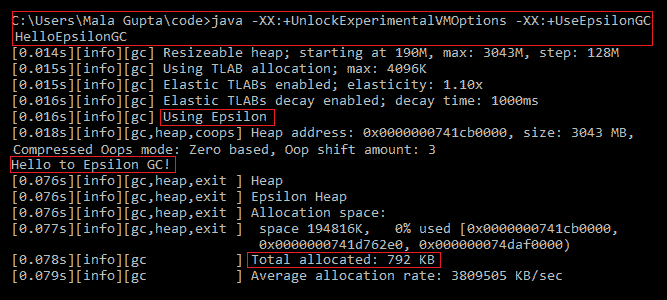 C:\Users\Mala Gupta\code>java -XX:+UnlockExperimentalVMOptions -XX:+UseEpsilonGC
HelloEpsilonGC
[0.014s][info][gc] Resizeable heap; starting at 190M, max: 3043M, step: 128M
[0.015s][info][gc] Using TLAB allocation; max: 4096K
[0.015s][info][gc] Elastic TLABs enabled; elasticity: 1.10x
[0.016s][info][gc] Elastic TLABs decay enabled; decay time: 1000ms
[0.016s][info][gc] Using Epsilon
[0.018s][info][gc,heap,coops] Heap address: 0x0000000741cb0000, size: 3043 MB,
Compressed Oops mode: Zero based, Oop shift amount: 3
Hello to Epsilon GC!
[0.076s][info][gc,heap,exit ] Heap
[0.076s][info][gc,heap,exit ] Epsilon Heap
[0.076s][info][gc,heap,exit ] Allocation space:
[0.077s][info][gc,heap,exit ]  space 194816K,   0% used [0x0000000741cb0000,
0x0000000741d762e0, 0x000000074daf0000)
[0.078s][info][gc           ] Total allocated: 792 KB
[0.079s][info][gc           ] Average allocation rate: 3809505 KB/sec